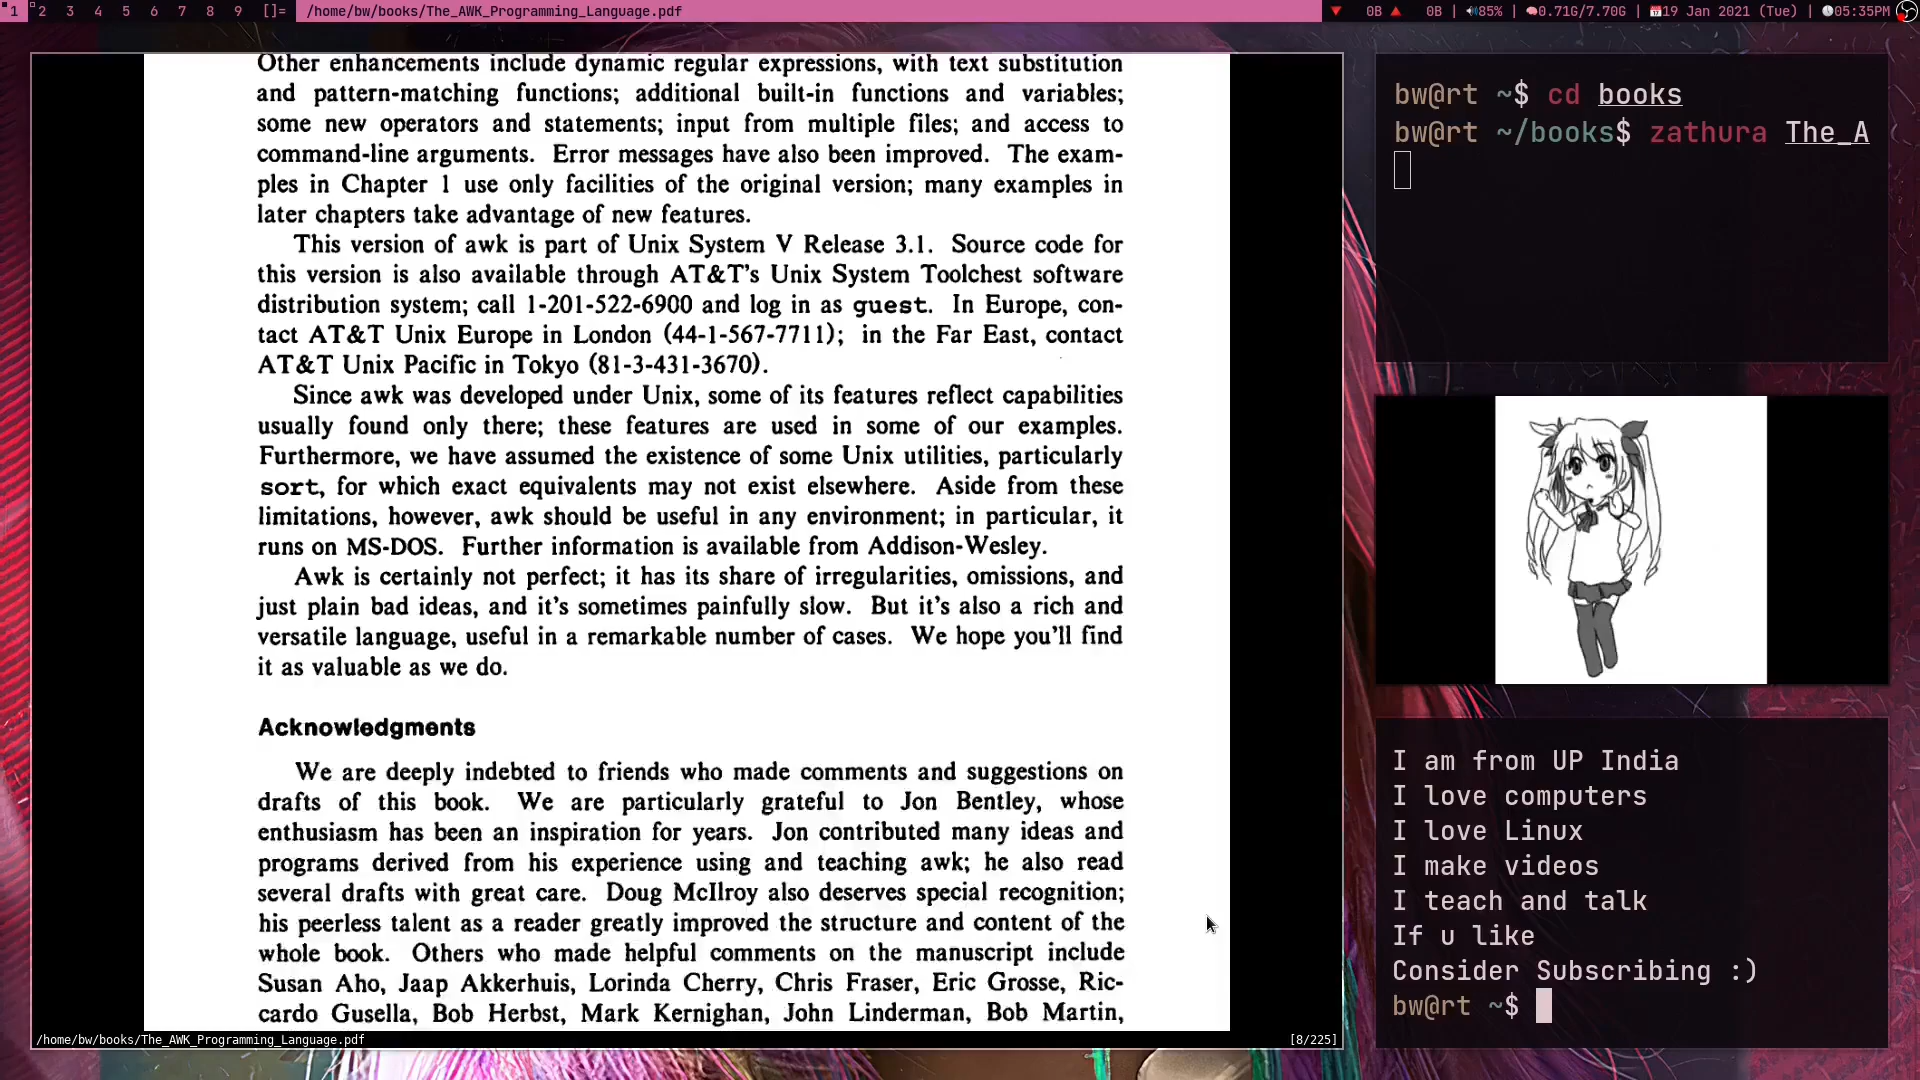 1 2 3 4 5 6 7 8 9 []= /home/bw/books/The_AWK_Programming_Language.pdf 0B 0B | 85% | 0.71G/7.70G | 19 Jan 2021 (Tue) | 05:35PM
Other enhancements include dynamic regular expressions, with text substitution
and pattern-matching functions; additional built-in functions and variables;
some new operators and statements; input from multiple files; and access to
command-line arguments. Error messages have also been improved. The exam-
ples in Chapter 1 use only facilities of the original version; many examples in
later chapters take advantage of new features.
This version of awk is part of Unix System V Release 3.1. Source code for
this version is also available through AT&T's Unix System Toolchest software
distribution system; call 1-201-522-6900 and log in as guest. In Europe, con-
tact AT&T Unix Europe in London (44-1-567-7711); in the Far East, contact
AT&T Unix Pacific in Tokyo (81-3-431-3670).
Since awk was developed under Unix, some of its features reflect capabilities
usually found only there; these features are used in some of our examples.
Furthermore, we have assumed the existence of some Unix utilities, particularly
sort, for which exact equivalents may not exist elsewhere. Aside from these
limitations, however, awk should be useful in any environment; in particular, it
runs on MS-DOS. Further information is available from Addison-Wesley.
Awk is certainly not perfect; it has its share of irregularities, omissions, and
just plain bad ideas, and it's sometimes painfully slow. But it's also a rich and
versatile language, useful in a remarkable number of cases. We hope you'll find
it as valuable as we do.
Acknowledgments
We are deeply indebted to friends who made comments and suggestions on
drafts of this book. We are particularly grateful to Jon Bentley, whose
enthusiasm has been an inspiration for years. Jon contributed many ideas and
programs derived from his experience using and teaching awk; he also read
several drafts with great care. Doug McIlroy also deserves special recognition;
his peerless talent as a reader greatly improved the structure and content of the
whole book. Others who made helpful comments on the manuscript include
Susan Aho, Jaap Akkerhuis, Lorinda Cherry, Chris Fraser, Eric Grosse, Ric-
cardo Gusella, Bob Herbst, Mark Kernighan, John Linderman, Bob Martin,
/home/bw/books/The_AWK_Programming_Language.pdf [8/225]
bw@rt ~$ cd books
bw@rt ~/books$ zathura The_A
I am from UP India
I love computers
I love Linux
I make videos
I teach and talk
If u like
Consider Subscribing :)
bw@rt ~$